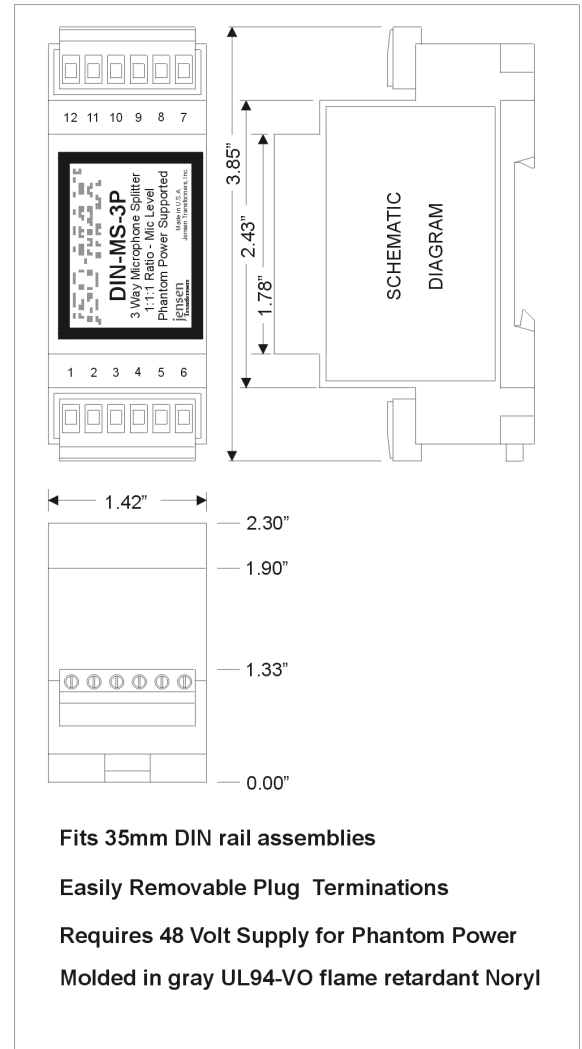 12 11 10 9 8 7
DIN-MS-3P
3 Way Microphone Splitter
1:1:1 Ratio - Mic Level
Phantom Power Supported
Made in U.S.A.
Jensen Transformers, Inc.
jensen
Transformers
1 2 3 4 5 6
3.85”
2.43”
1.78”
SCHEMATIC
DIAGRAM
1.42”
2.30”
1.90”
1.33”
0.00”
Fits 35mm DIN rail assemblies
Easily Removable Plug Terminations
Requires 48 Volt Supply for Phantom Power
Molded in gray UL94-VO flame retardant Noryl